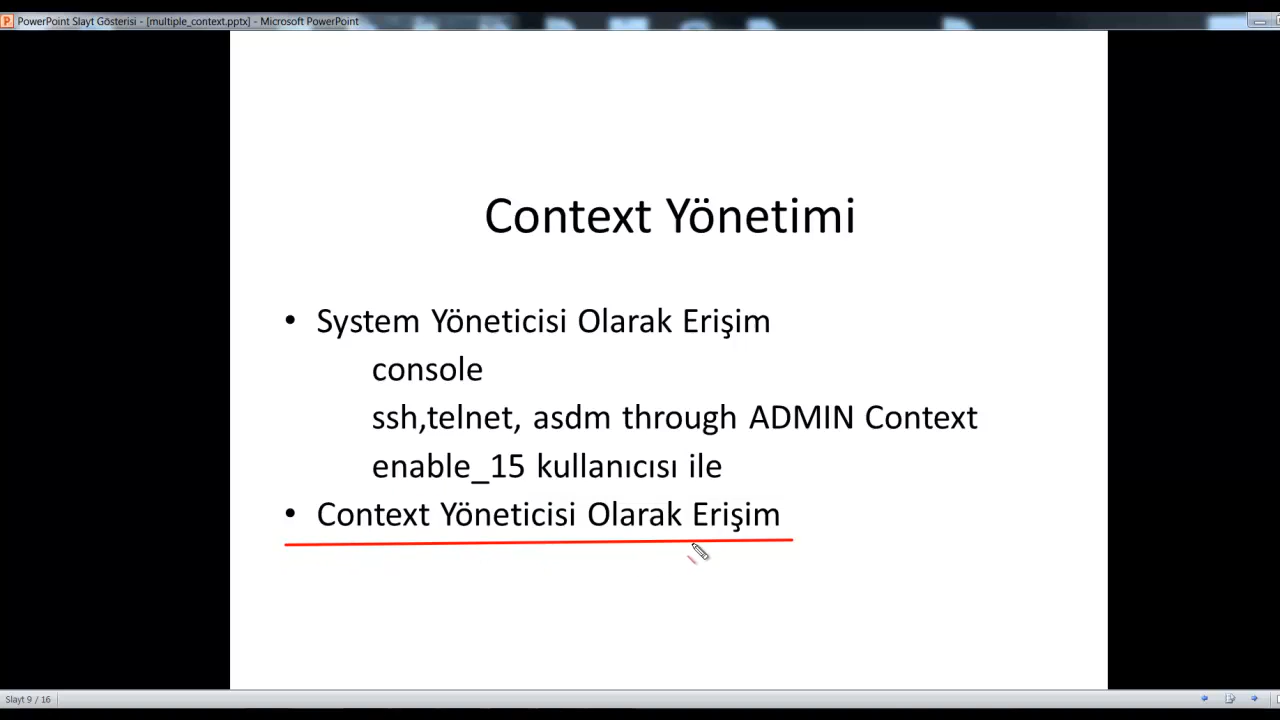 PowerPoint Slayt Gösterisi - [multiple_context.pptx] - Microsoft PowerPoint
Context Yönetimi
• System Yöneticisi Olarak Erişim
console
ssh,telnet, asdm through ADMIN Context
enable_15 kullanıcısı ile
• Context Yöneticisi Olarak Erişim
Slayt 9 / 16